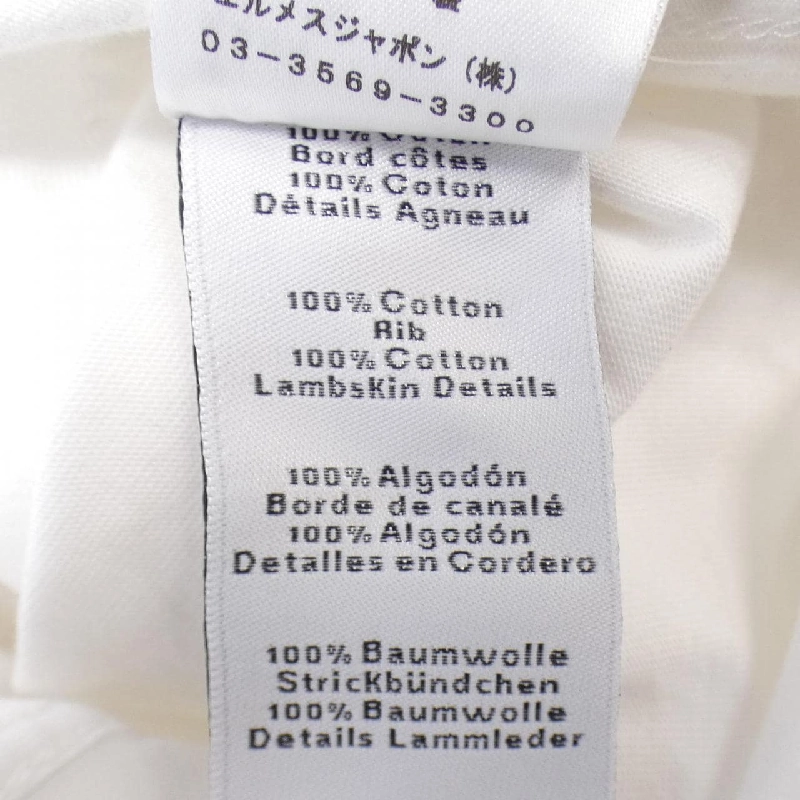 エルメスジャポン（株）
03-3569-3300
100%
Bord côtes
100% Coton
Détails Agneau
100% Cotton
Rib
100% Cotton
Lambskin Details
100% Algodón
Borde de canalé
100% Algodón
Detalles en Cordero
100% Baumwolle
Strickbündchen
100% Baumwolle
Details Lammleder